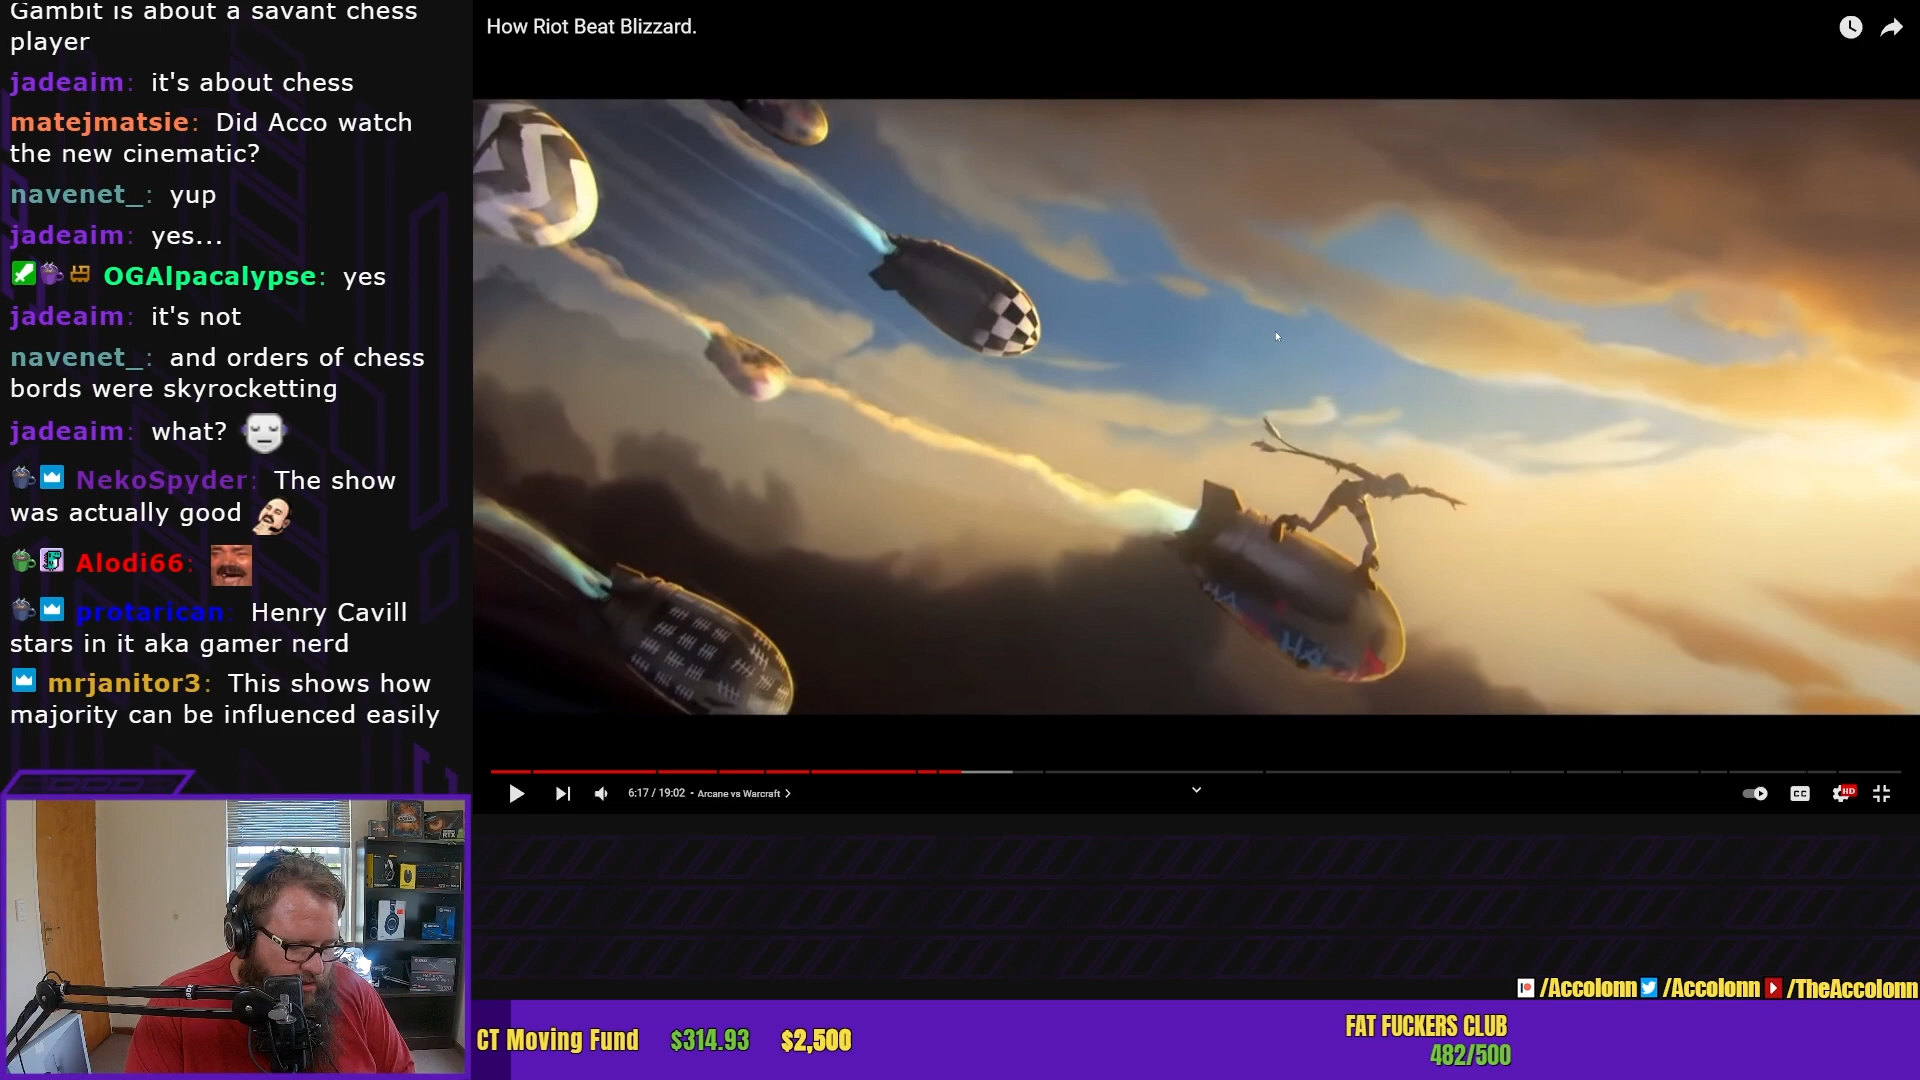 Gambit is about a savant chess
player
jadeaim: it's about chess
matejmatsie: Did Acco watch
the new cinematic?
navenet_: yup
jadeaim: yes...
OGAlpacalypse: yes
jadeaim: it's not
navenet_: and orders of chess
bords were skyrocketting
jadeaim: what?
NekoSpyder: The show
was actually good
Alodi66:
protarican: Henry Cavill
stars in it aka gamer nerd
mrjanitor3: This shows how
majority can be influenced easily
How Riot Beat Blizzard.
6:17 / 19:02 • Arcane vs Warcraft >
CC
HD
/Accolonn /Accolonn /TheAccolonn
CT Moving Fund $314.93 $2,500
FAT FUCKERS CLUB
482/500